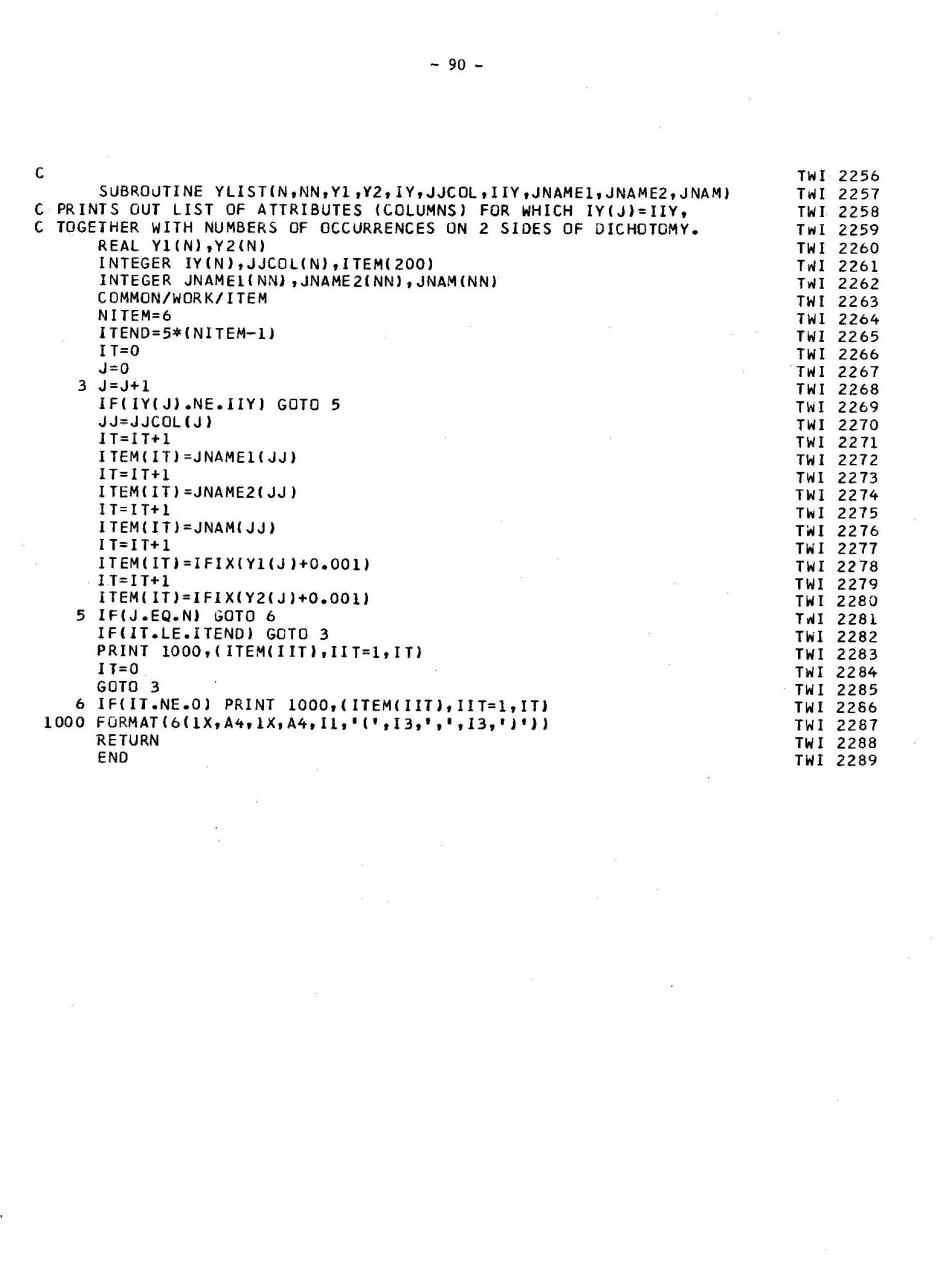 - 90 -
C TWI 2256
SUBROUTINE YLIST(N,NN,Y1,Y2,IY,JJCOL,IIY,JNAME1,JNAME2,JNAM) TWI 2257
C PRINTS OUT LIST OF ATTRIBUTES (COLUMNS) FOR WHICH IY(J)=IIY, TWI 2258
C TOGETHER WITH NUMBERS OF OCCURRENCES ON 2 SIDES OF DICHOTOMY. TWI 2259
REAL Y1(N),Y2(N) TWI 2260
INTEGER IY(N),JJCOL(N),ITEM(200) TWI 2261
INTEGER JNAME1(NN),JNAME2(NN),JNAM(NN) TWI 2262
COMMON/WORK/ITEM TWI 2263
NITEM=6 TWI 2264
ITEND=5*(NITEM-1) TWI 2265
IT=0 TWI 2266
J=0 TWI 2267
3 J=J+1 TWI 2268
IF(IY(J).NE.IIY) GOTO 5 TWI 2269
JJ=JJCOL(J) TWI 2270
IT=IT+1 TWI 2271
ITEM(IT)=JNAME1(JJ) TWI 2272
IT=IT+1 TWI 2273
ITEM(IT)=JNAME2(JJ) TWI 2274
IT=IT+1 TWI 2275
ITEM(IT)=JNAM(JJ) TWI 2276
IT=IT+1 TWI 2277
ITEM(IT)=IFIX(Y1(J)+0.001) TWI 2278
IT=IT+1 TWI 2279
ITEM(IT)=IFIX(Y2(J)+0.001) TWI 2280
5 IF(J.EQ.N) GOTO 6 TWI 2281
IF(IT.LE.ITEND) GOTO 3 TWI 2282
PRINT 1000,(ITEM(IIT),IIT=1,IT) TWI 2283
IT=0 TWI 2284
GOTO 3 TWI 2285
6 IF(IT.NE.0) PRINT 1000,(ITEM(IIT),IIT=1,IT) TWI 2286
1000 FORMAT(6(1X,A4,1X,A4,I1,'(',I3,',',I3,')')) TWI 2287
RETURN TWI 2288
END TWI 2289